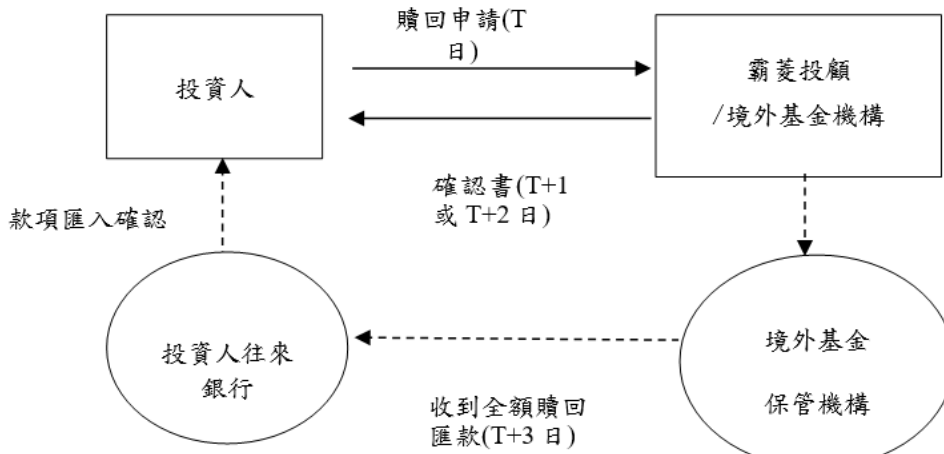 贖回申請(T
日)
投資人
霸菱投顧
/境外基金機構
確認書(T+1
或 T+2 日)
款項匯入確認
投資人往來
銀行
境外基金
保管機構
收到全額贖回
匯款(T+3 日)